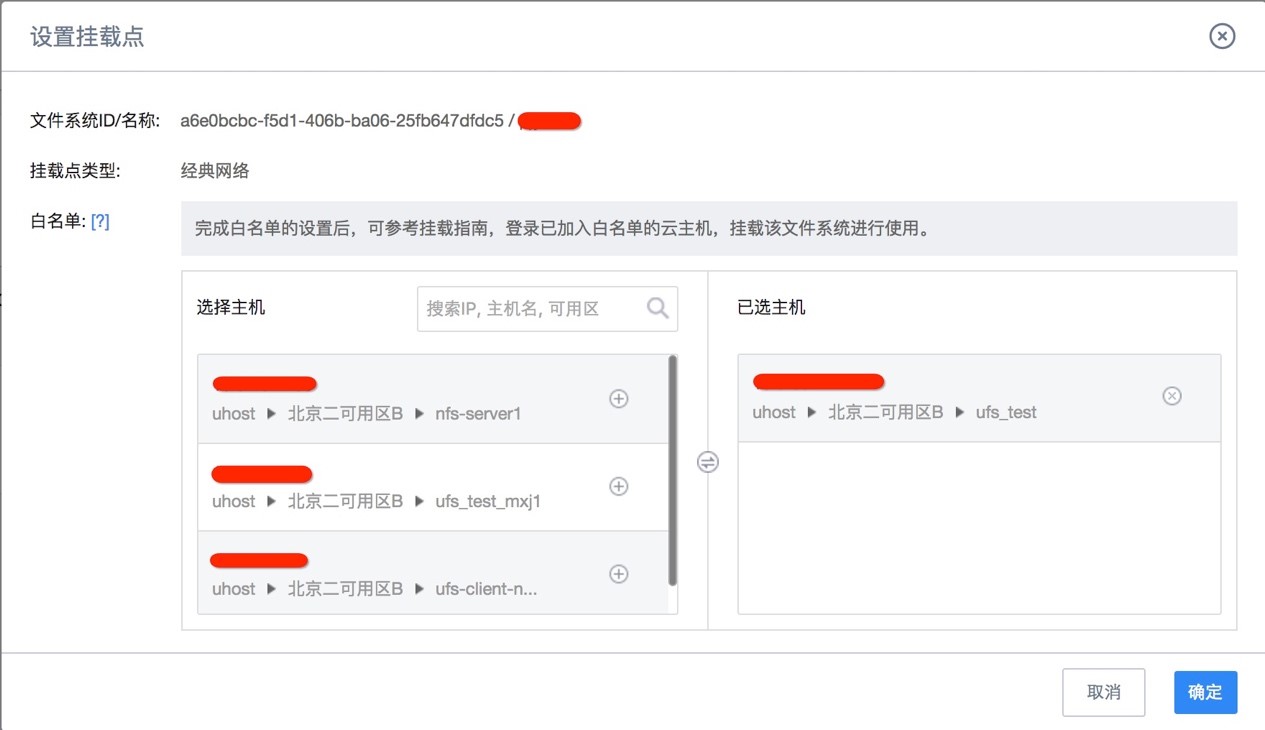 设置挂载点
文件系统ID/名称: a6e0bcbc-f5d1-406b-ba06-25fb647dfdc5 /
挂载点类型: 经典网络
白名单: [?] 完成白名单的设置后，可参考挂载指南，登录已加入白名单的云主机，挂载该文件系统进行使用。
选择主机 搜索IP, 主机名, 可用区
uhost ▶ 北京二可用区B ▶ nfs-server1
uhost ▶ 北京二可用区B ▶ ufs_test_mxj1
uhost ▶ 北京二可用区B ▶ ufs-client-n...
已选主机
uhost ▶ 北京二可用区B ▶ ufs_test
取消 确定